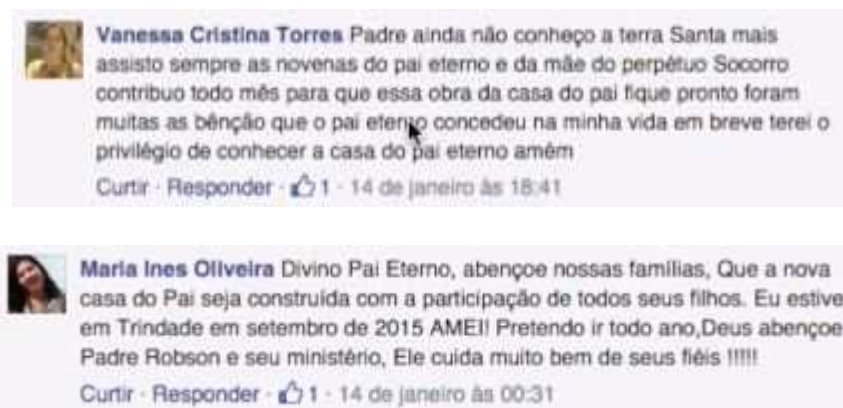 Vanessa Cristina Torres Padre ainda não conheço a terra Santa mais
assisto sempre as novenas do pai eterno e da mãe do perpétuo Socorro
contribuo todo mês para que essa obra da casa do pai fique pronto foram
muitas as bênção que o pai eterno concedeu na minha vida em breve terei o
privilégio de conhecer a casa do pai eterno amém
Curtir · Responder · 1 · 14 de janeiro às 18:41
Maria Ines Oliveira Divino Pai Eterno, abençoe nossas famílias, Que a nova
casa do Pai seja construída com a participação de todos seus filhos. Eu estive
em Trindade em setembro de 2015 AMEI! Pretendo ir todo ano,Deus abençoe
Padre Robson e seu ministério, Ele cuida muito bem de seus fiéis !!!!!
Curtir · Responder · 1 · 14 de janeiro às 00:31